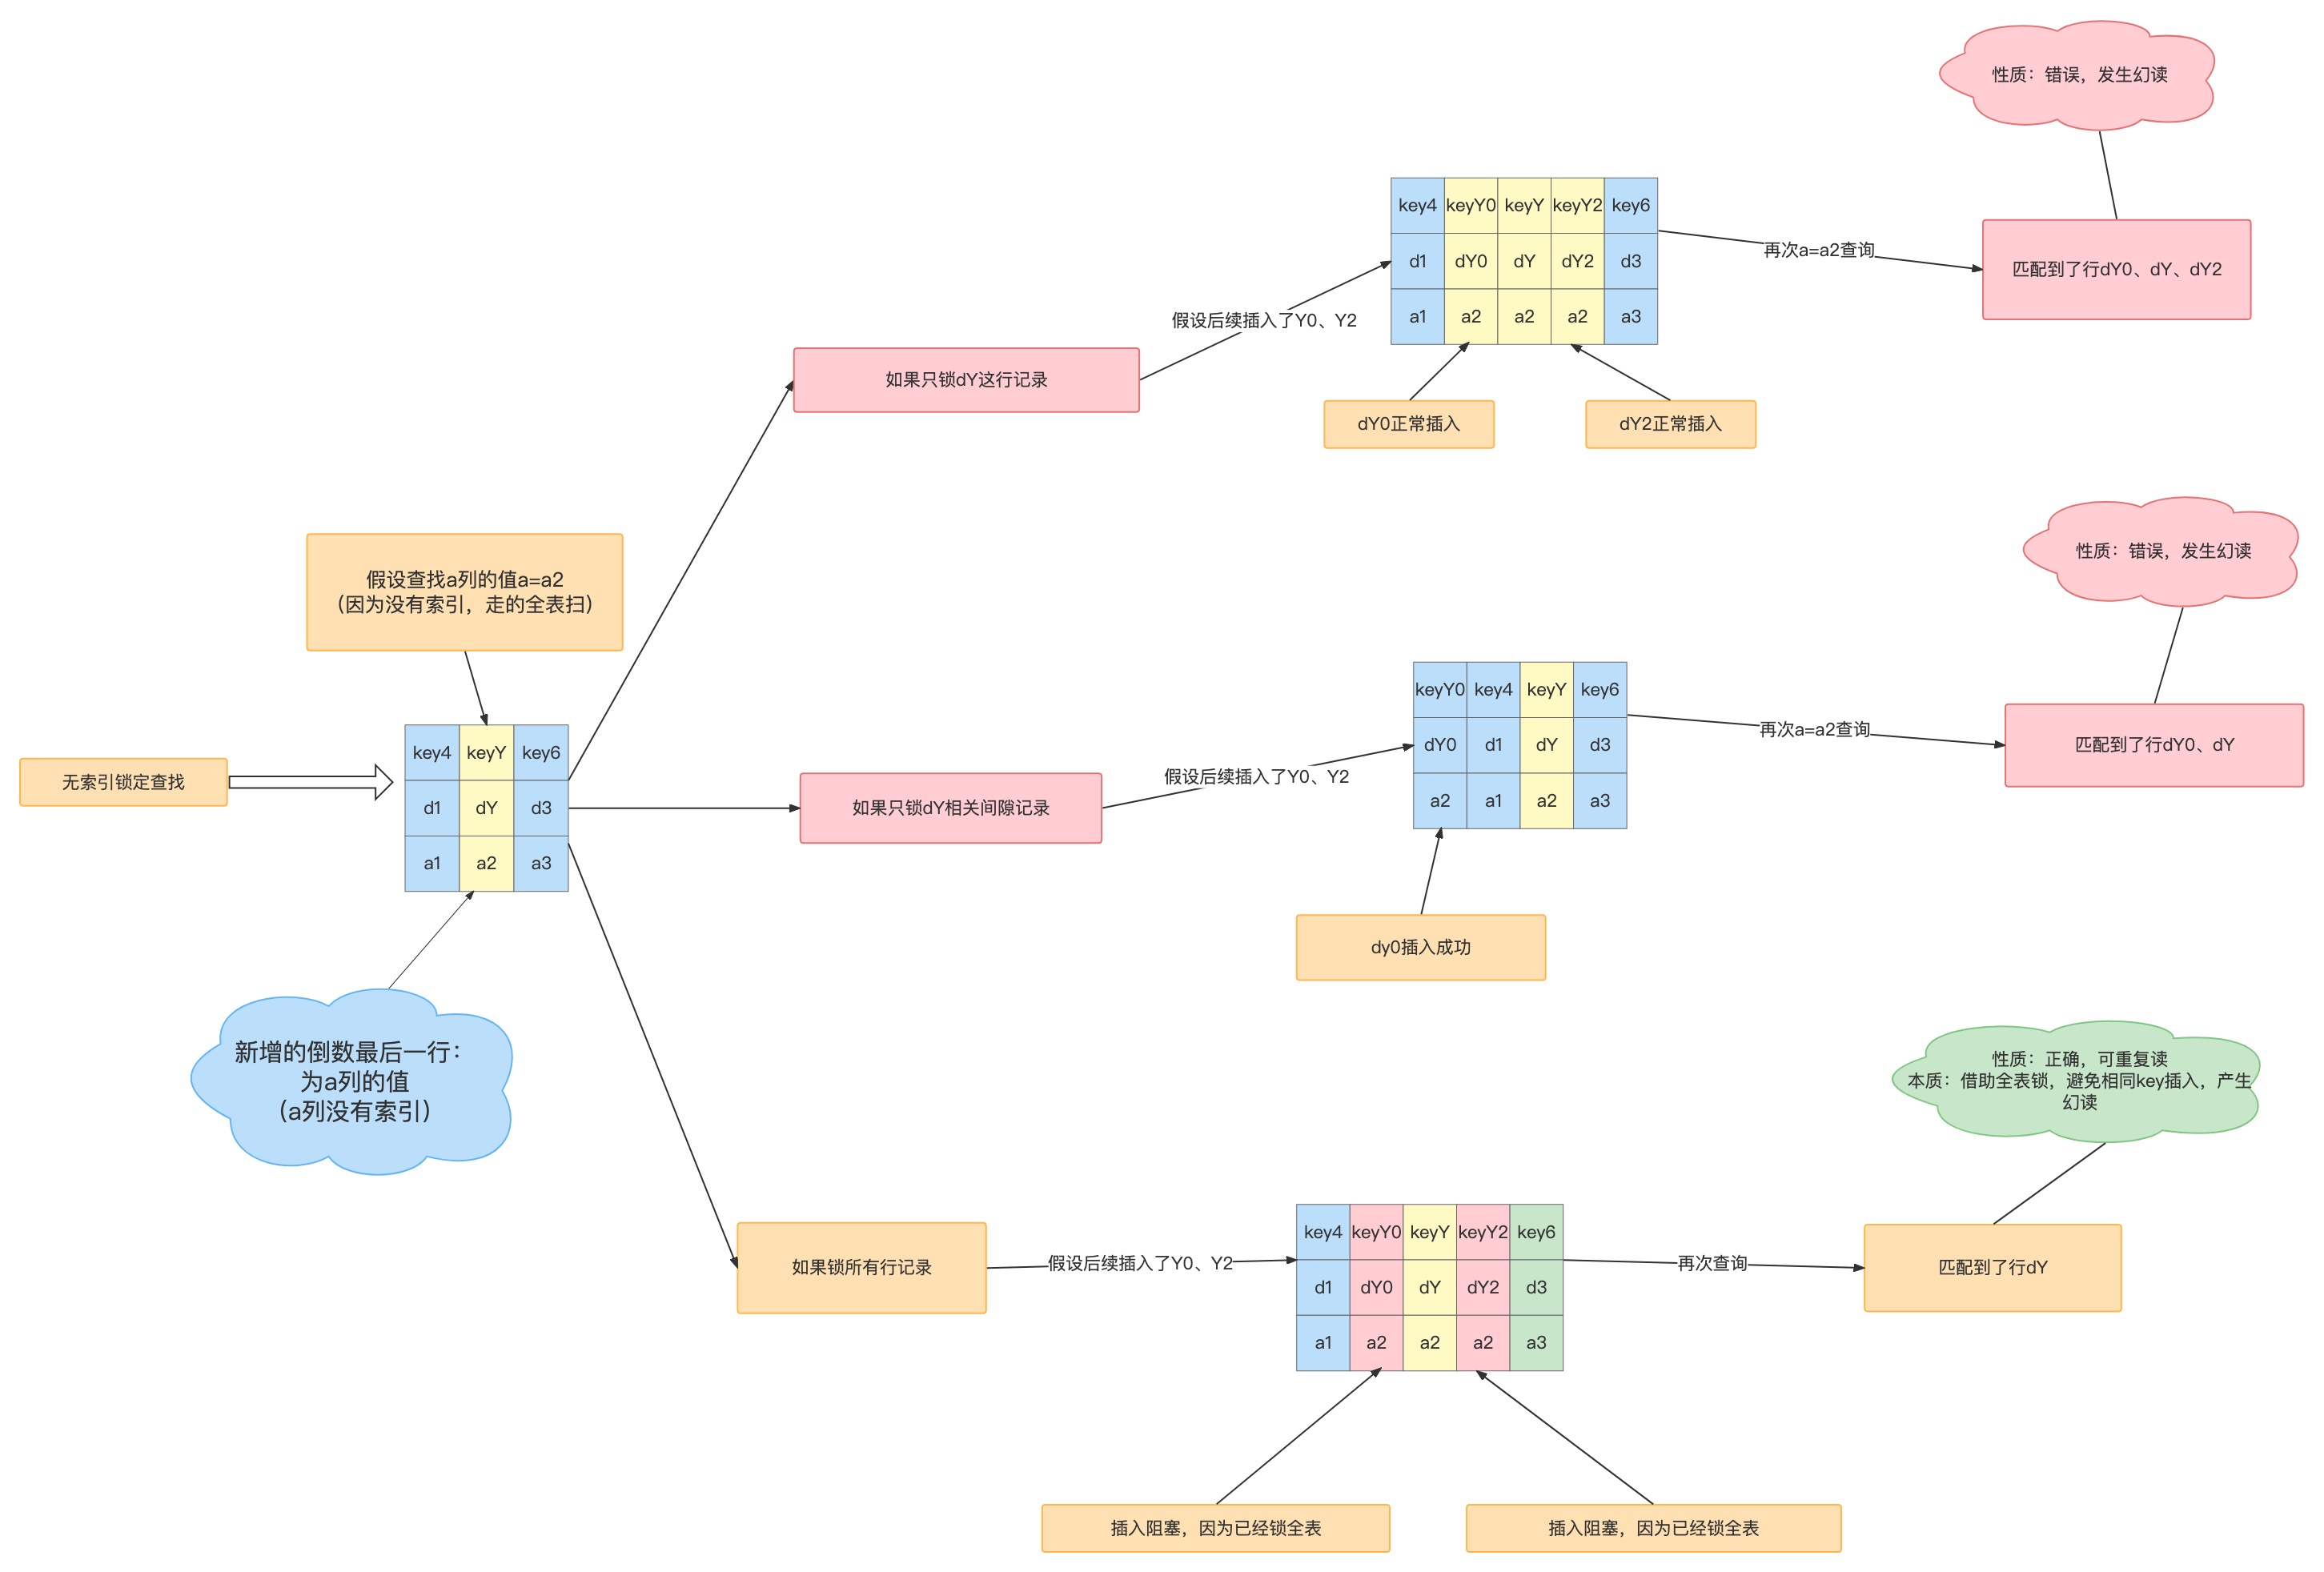 性质：错误，发生幻读
key4 keyY0 keyY keyY2 key6
d1 dY0 dY dY2 d3
a1 a2 a2 a2 a3
再次a=a2查询
匹配到了行dY0、dY、dY2
假设后续插入了Y0、Y2
如果只锁dY这行记录
dY0正常插入
dY2正常插入
假设查找a列的值a=a2
（因为没有索引，走的全表扫）
无索引锁定查找
key4 keyY key6
d1 dY d3
a1 a2 a3
新增的倒数最后一行：
为a列的值
（a列没有索引）
性质：错误，发生幻读
如果只锁dY相关间隙记录
假设后续插入了Y0、Y2
keyY0 key4 keyY key6
dY0 d1 dY d3
a2 a1 a2 a3
再次a=a2查询
匹配到了行dY0、dY
dy0插入成功
性质：正确，可重复读
本质：借助全表锁，避免相同key插入，产生
幻读
如果锁所有行记录
假设后续插入了Y0、Y2
key4 keyY0 keyY keyY2 key6
d1 dY0 dY dY2 d3
a1 a2 a2 a2 a3
再次查询
匹配到了行dY
插入阻塞，因为已经锁全表
插入阻塞，因为已经锁全表